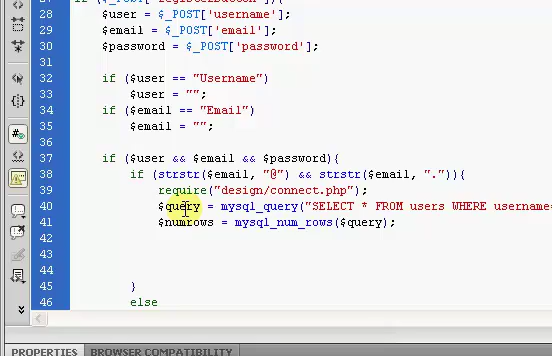 28 $user = $_POST['username'];
29 $email = $_POST['email'];
30 $password = $_POST['password'];
31
32 if ($user == "Username")
33 $user = "";
34 if ($email == "Email")
35 $email = "";
36
37 if ($user && $email && $password){
38 if (strstr($email, "@") && strstr($email, ".")){
39 require("design/connect.php");
40 $query = mysql_query("SELECT * FROM users WHERE username=
41 $numrows = mysql_num_rows($query);
42
43
44
45 }
46 else
PROPERTIES BROWSER COMPATIBILITY